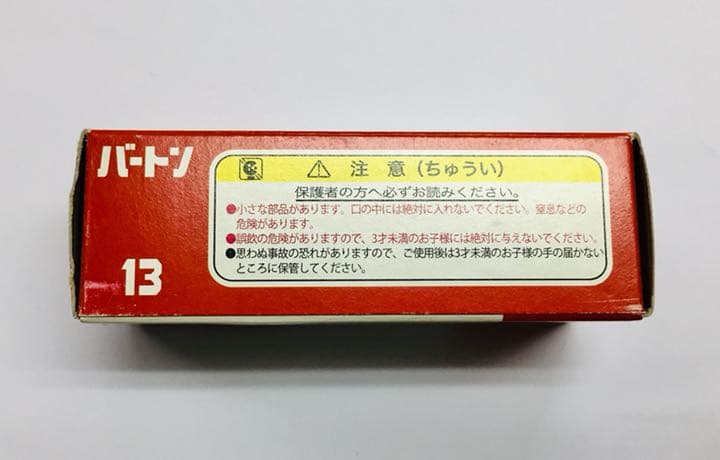 バートン
13
注意(ちゅうい)
保護者の方へ必ずお読みください。
●小さな部品があります。口の中には絶対に入れないでください。窒息などの
危険があります。
●誤飲の危険がありますので、3才未満のお子様には絶対に与えないでください。
●思わぬ事故の恐れがありますので、ご使用後は3才未満のお子様の手の届かない
ところに保管してください。